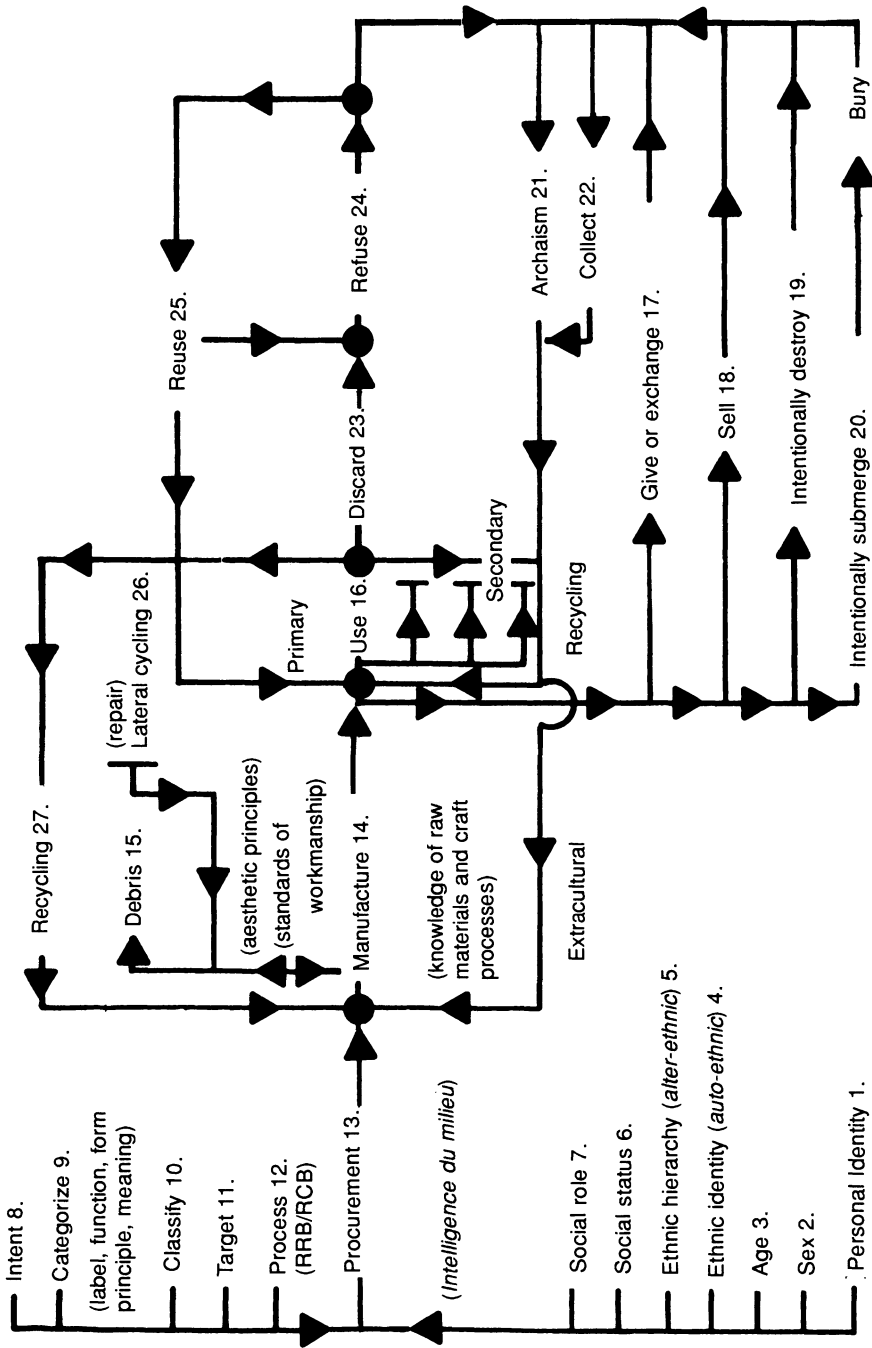 Intent 8.
Categorize 9.
(label, function, form
principle, meaning)
Classify 10.
Target 11.
Process 12.
(RRB/RCB)
Procurement 13.
(Intelligence du milieu)
Social role 7.
Social status 6.
Ethnic hierarchy (alter-ethnic) 5.
Ethnic identity (auto-ethnic) 4.
Age 3.
Sex 2.
Personal Identity 1.
Recycling 27.
Debris 15.
(repair)
Lateral cycling 26.
(aesthetic principles)
(standards of
workmanship)
Manufacture 14.
(knowledge of raw
materials and craft
processes)
Extracultural
Primary
Use 16.
Secondary
Recycling
Reuse 25.
Discard 23.
Refuse 24.
Archaism 21.
Collect 22.
Give or exchange 17.
Sell 18.
Intentionally destroy 19.
Intentionally submerge 20.
Bury